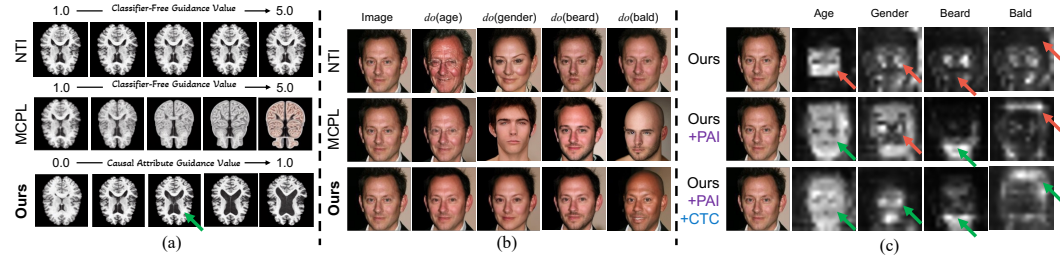 1.0 Classifier-Free Guidance Value 5.0
NTI
1.0 Classifier-Free Guidance Value 5.0
MCPL
0.0 Causal Attribute Guidance Value 1.0
Ours
(a)
Image do(age) do(gender) do(beard) do(bald)
NTI
MCPL
Ours
(b)
Age Gender Beard Bald
Ours
Ours
+PAI
Ours
+PAI
+CTC
(c)